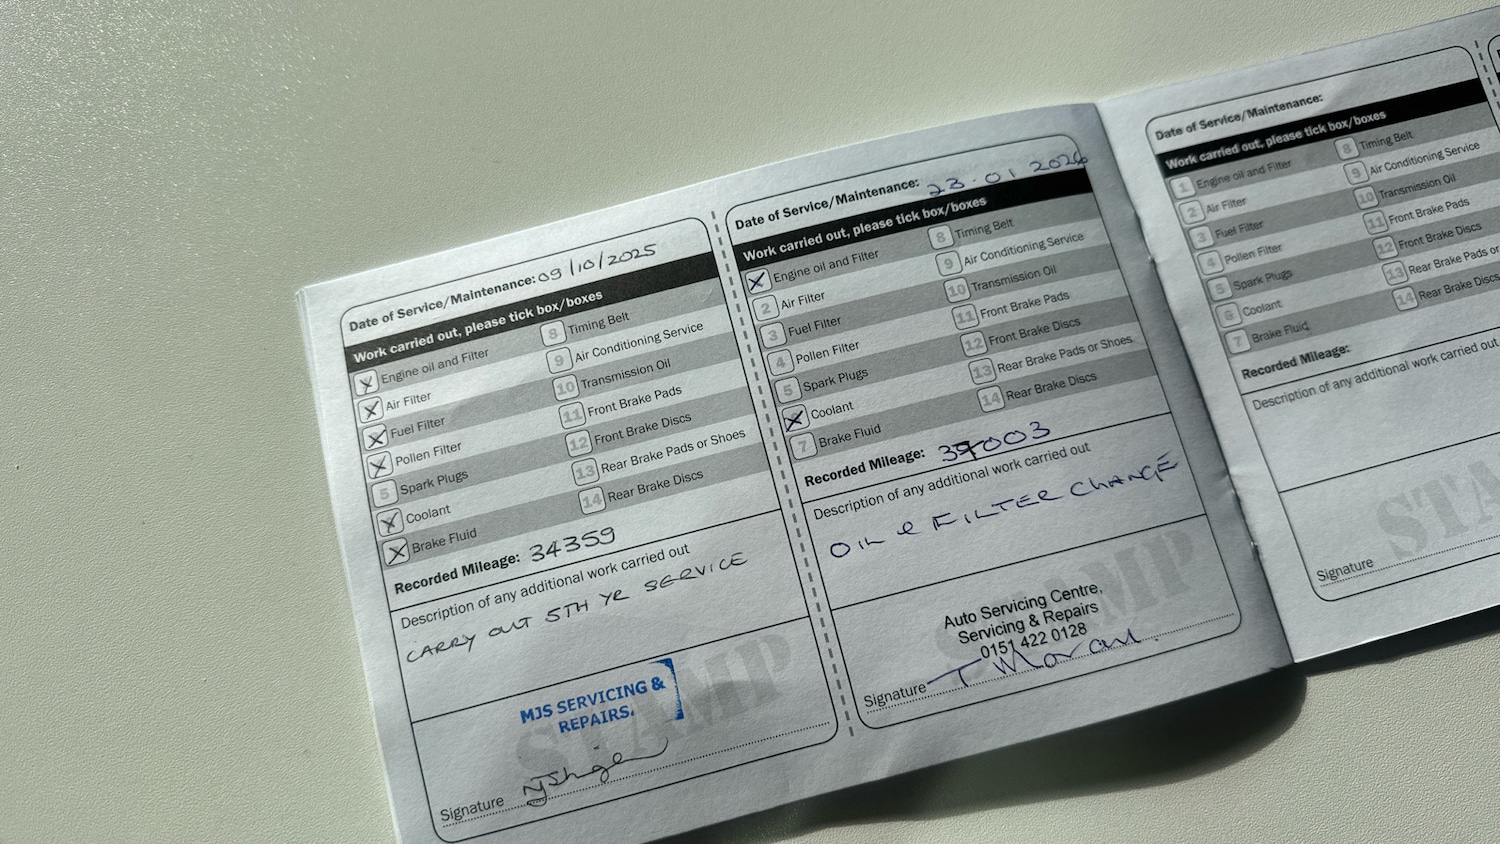 Date of Service/Maintenance: 09/10/2025
Work carried out, please tick box/boxes
Engine oil and Filter
Air Filter
Fuel Filter
Pollen Filter
5 Spark Plugs
Coolant
Brake Fluid
8 Timing Belt
9 Air Conditioning Service
10 Transmission Oil
11 Front Brake Pads
12 Front Brake Discs
13 Rear Brake Pads or Shoes
14 Rear Brake Discs
Recorded Mileage: 34359
Description of any additional work carried out
CARRY OUT 5TH YR SERVICE
STAMP
MJS SERVICING &
REPAIRS.
Signature
Date of Service/Maintenance: 23.01 2026
Work carried out, please tick box/boxes
Engine oil and Filter
2 Air Filter
3 Fuel Filter
4 Pollen Filter
5 Spark Plugs
Coolant
7 Brake Fluid
8 Timing Belt
9 Air Conditioning Service
10 Transmission Oil
11 Front Brake Pads
12 Front Brake Discs
13 Rear Brake Pads or Shoes
14 Rear Brake Discs
Recorded Mileage: 37003
Description of any additional work carried out
OIL & FILTER CHANGE
STAMP
Auto Servicing Centre,
Servicing & Repairs
0151 422 0128
Signature T Moran
Date of Service/Maintenance:
Work carried out, please tick box/boxes
1 Engine oil and Filter
2 Air Filter
3 Fuel Filter
4 Pollen Filter
5 Spark Plugs
6 Coolant
7 Brake Fluid
8 Timing Belt
9 Air Conditioning Service
10 Transmission Oil
11 Front Brake Pads
12 Front Brake Discs
13 Rear Brake Pads or
14 Rear Brake Discs
Recorded Mileage:
Description of any additional work carried out
STA
Signature